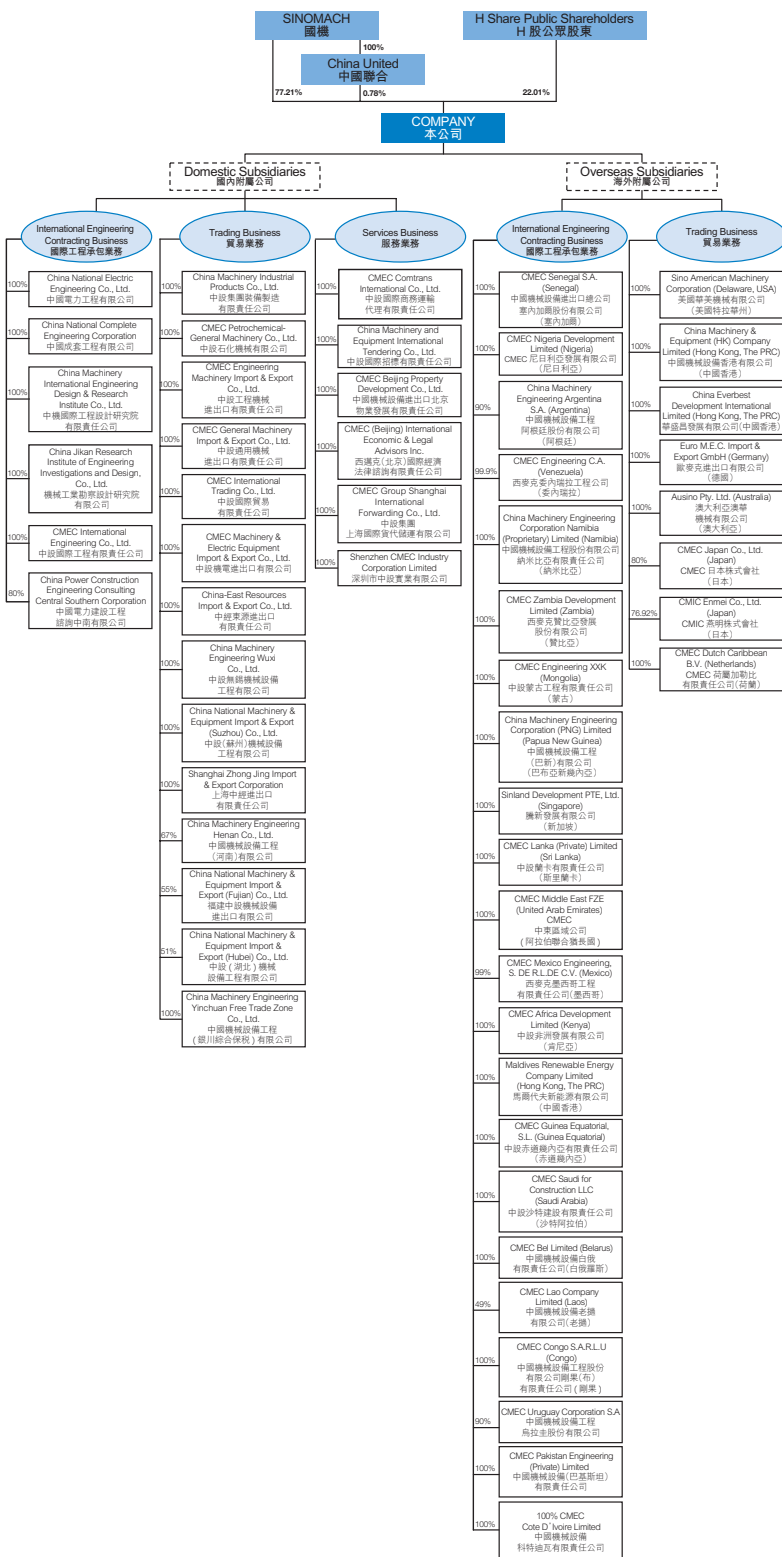 SINOMACH
國機
H Share Public Shareholders
H 股公眾股東
100%
China United
中國聯合
77.21%
0.78%
22.01%
COMPANY
本公司
Domestic Subsidiaries
國內附屬公司
Overseas Subsidiaries
海外附屬公司
International Engineering
Contracting Business
國際工程承包業務
100%
China National Electric
Engineering Co., Ltd.
中國電力工程有限公司
100%
China National Complete
Engineering Corporation
中國成套工程有限公司
100%
China Machinery
International Engineering
Design & Research
Institute Co., Ltd.
中機國際工程設計研究院
有限責任公司
100%
China Jikan Research
Institute of Engineering
Investigations and Design,
Co., Ltd.
機械工業勘察設計研究院
有限公司
100%
CMEC International
Engineering Co., Ltd.
中設國際工程有限責任公司
80%
China Power Construction
Engineering Consulting
Central Southern Corporation
中國電力建設工程
諮詢中南有限公司
Trading Business
貿易業務
100%
China Machinery Industrial
Products Co., Ltd.
中設集團裝備製造
有限責任公司
100%
CMEC Petrochemical-
General Machinery Co., Ltd.
中設石化機械有限公司
100%
CMEC Engineering
Machinery Import & Export
Co., Ltd.
中設工程機械
進出口有限責任公司
100%
CMEC General Machinery
Import & Export Co., Ltd.
中設通用機械
進出口有限責任公司
100%
CMEC International
Trading Co., Ltd.
中設國際貿易
有限責任公司
100%
CMEC Machinery &
Electric Equipment
Import & Export Co., Ltd.
中設機電進出口有限公司
100%
China-East Resources
Import & Export Co., Ltd.
中經東源進出口
有限責任公司
100%
China Machinery
Engineering Wuxi
Co., Ltd.
中設無錫機械設備
工程有限公司
100%
China National Machinery &
Equipment Import & Export
(Suzhou) Co., Ltd.
中設(蘇州)機械設備
工程有限公司
100%
Shanghai Zhong Jing Import
& Export Corporation
上海中經進出口
有限責任公司
67%
China Machinery Engineering
Henan Co., Ltd.
中國機械設備工程
(河南)有限公司
55%
China National Machinery
& Equipment Import &
Export (Fujian) Co., Ltd.
福建中設機械設備
進出口有限公司
51%
China National Machinery &
Equipment Import &
Export (Hubei) Co., Ltd.
中設 ( 湖北 ) 機械
設備工程有限公司
100%
China Machinery Engineering
Yinchuan Free Trade Zone
Co., Ltd.
中國機械設備工程
( 銀川綜合保稅 ) 有限公司
Services Business
服務業務
100%
CMEC Comtrans
International Co., Ltd.
中設國際商務運輸
代理有限責任公司
100%
China Machinery and
Equipment International
Tendering Co., Ltd.
中設國際招標有限責任公司
100%
CMEC Beijing Property
Development Co., Ltd.
中國機械設備進出口北京
物業發展有限責任公司
100%
CMEC (Beijing) International
Economic & Legal
Advisors Inc.
西邁克(北京)國際經濟
法律諮詢有限責任公司
100%
CMEC Group Shanghai
International
Forwarding Co., Ltd.
中設集團
上海國際貨代儲運有限公司
100%
Shenzhen CMEC Industry
Corporation Limited
深圳市中設實業有限公司
International Engineering
Contracting Business
國際工程承包業務
100%
CMEC Senegal S.A.
(Senegal)
中國機械設備進出口總公司
塞內加爾股份有限公司
(塞內加爾)
100%
CMEC Nigeria Development
Limited (Nigeria)
CMEC 尼日利亞發展有限公司
(尼日利亞)
90%
China Machinery
Engineering Argentina
S.A. (Argentina)
中國機械設備工程
阿根廷股份有限公司
(阿根廷)
99.9%
CMEC Engineering C.A.
(Venezuela)
西麥克委內瑞拉工程公司
(委內瑞拉)
100%
China Machinery Engineering
Corporation Namibia
(Proprietary) Limited (Namibia)
中國機械設備工程股份有限公司
納米比亞有限責任公司
(納米比亞)
100%
CMEC Zambia Development
Limited (Zambia)
西麥克贊比亞發展
股份有限公司
(贊比亞)
100%
CMEC Engineering XXK
(Mongolia)
中設蒙古工程有限責任公司
(蒙古)
100%
China Machinery Engineering
Corporation (PNG) Limited
(Papua New Guinea)
中國機械設備工程
(巴新)有限公司
(巴布亞新幾內亞)
100%
Sinland Development PTE, Ltd.
(Singapore)
騰新發展有限公司
(新加坡)
100%
CMEC Lanka (Private) Limited
(Sri Lanka)
中設蘭卡有限責任公司
(斯里蘭卡)
100%
CMEC Middle East FZE
(United Arab Emirates)
CMEC
中東區域公司
( 阿拉伯聯合酋長國 )
99%
CMEC Mexico Engineering,
S. DE R.L.DE C.V. (Mexico)
西麥克墨西哥工程
有限責任公司(墨西哥)
100%
CMEC Africa Development
Limited (Kenya)
中設非洲發展有限公司
(肯尼亞)
100%
Maldives Renewable Energy
Company Limited
(Hong Kong, The PRC)
馬爾代夫新能源有限公司
(中國香港)
100%
CMEC Guinea Equatorial,
S.L. (Guinea Equatorial)
中設赤道幾內亞有限責任公司
(赤道幾內亞)
100%
CMEC Saudi for
Construction LLC
(Saudi Arabia)
中設沙特建設有限責任公司
(沙特阿拉伯)
100%
CMEC Bel Limited (Belarus)
中國機械設備白俄
有限責任公司(白俄羅斯)
49%
CMEC Lao Company
Limited (Laos)
中國機械設備老撾
有限公司(老撾)
100%
CMEC Congo S.A.R.L.U
(Congo)
中國機械設備工程股份
有限公司剛果(布)
有限責任公司 ( 剛果 )
90%
CMEC Uruguay Corporation S.A
中國機械設備工程
烏拉圭股份有限公司
100%
CMEC Pakistan Engineering
(Private) Limited
中國機械設備(巴基斯坦)
有限責任公司
100%
100% CMEC
Cote D`Ivoire Limited
中國機械設備
科特迪瓦有限責任公司
Trading Business
貿易業務
100%
Sino American Machinery
Corporation (Delaware, USA)
美國華美機械有限公司
(美國特拉華州)
100%
China Machinery &
Equipment (HK) Company
Limited (Hong Kong, The PRC)
中國機械設備香港有限公司
(中國香港)
100%
China Everbest
Development International
Limited (Hong Kong, The PRC)
華盛昌發展有限公司(中國香港)
100%
Euro M.E.C. Import &
Export GmbH (Germany)
歐麥克進出口有限公司
(德國)
100%
Ausino Pty. Ltd. (Australia)
澳大利亞澳華
機械有限公司
(澳大利亞)
80%
CMEC Japan Co., Ltd.
(Japan)
CMEC 日本株式會社
(日本)
76.92%
CMIC Enmei Co., Ltd.
(Japan)
CMIC 燕明株式會社
(日本)
100%
CMEC Dutch Caribbean
B.V. (Netherlands)
CMEC 荷屬加勒比
有限責任公司(荷蘭)